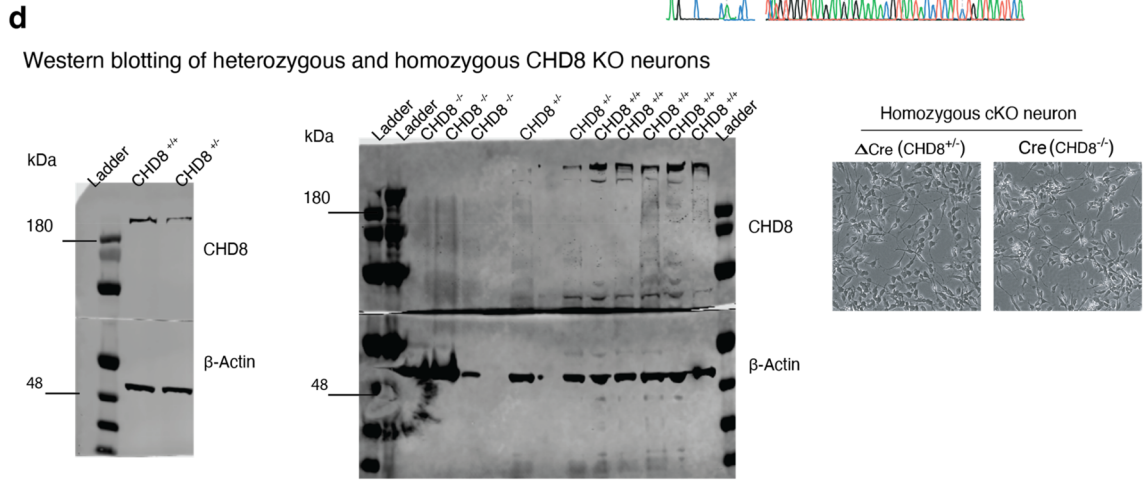 d
Western blotting of heterozygous and homozygous CHD8 KO neurons
kDa
Ladder
CHD8 +/+
CHD8 +/-
180
CHD8
48
β-Actin
kDa
Ladder
Ladder
CHD8 -/-
CHD8 -/-
CHD8 -/-
CHD8 +/-
CHD8 +/-
CHD8 +/+
CHD8 +/+
CHD8 +/+
CHD8 +/+
CHD8 +/+
Ladder
180
CHD8
48
β-Actin
Homozygous cKO neuron
ΔCre (CHD8+/-)
Cre (CHD8-/-)